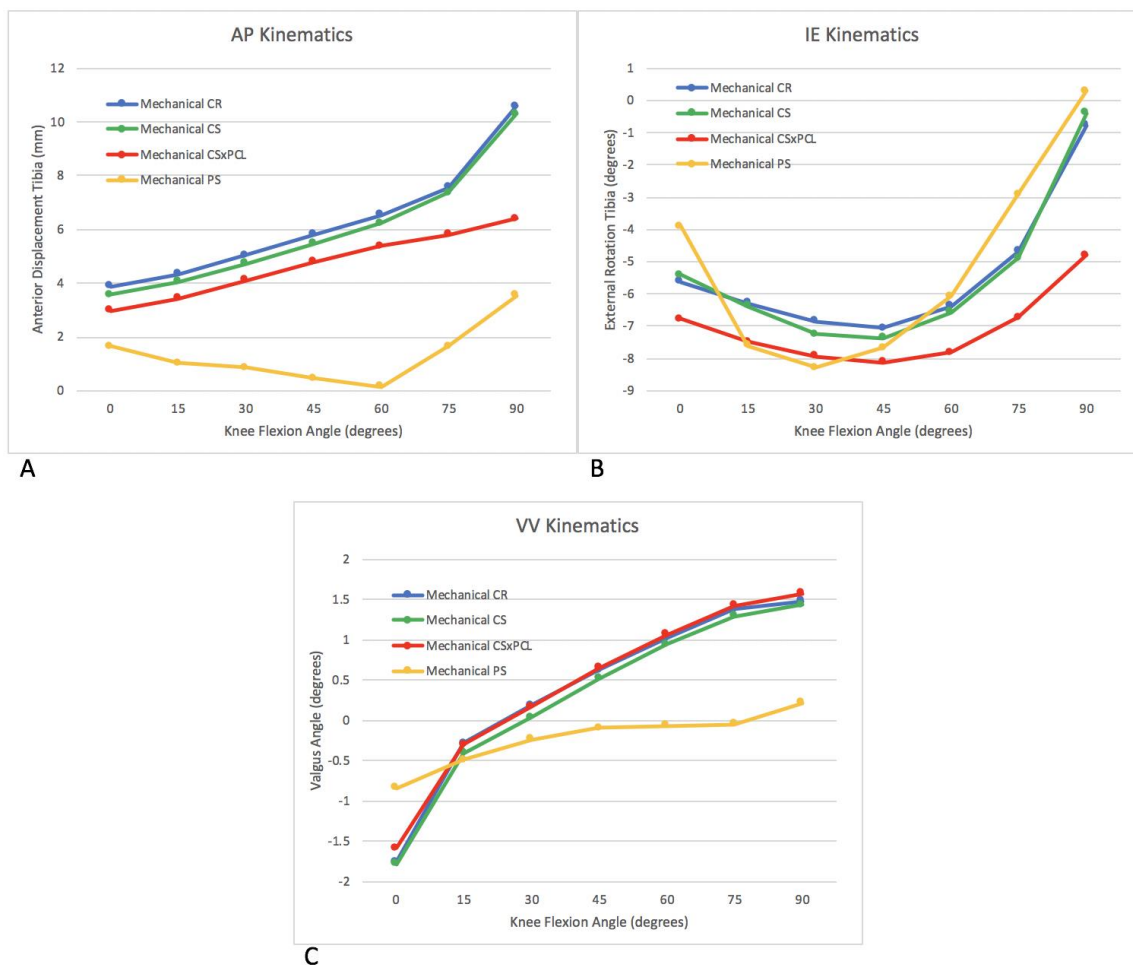 AP Kinematics
Anterior Displacement Tibia (mm)
12
10
8
6
4
2
0
Mechanical CR
Mechanical CS
Mechanical CSxPCL
Mechanical PS
0 15 30 45 60 75 90
Knee Flexion Angle (degrees)
A
IE Kinematics
External Rotation Tibia (degrees)
1
0
-1
-2
-3
-4
-5
-6
-7
-8
-9
Mechanical CR
Mechanical CS
Mechanical CSxPCL
Mechanical PS
0 15 30 45 60 75 90
Knee Flexion Angle (degrees)
B
VV Kinematics
Valgus Angle (degrees)
2
1.5
1
0.5
0
-0.5
-1
-1.5
-2
Mechanical CR
Mechanical CS
Mechanical CSxPCL
Mechanical PS
0 15 30 45 60 75 90
Knee Flexion Angle (degrees)
C